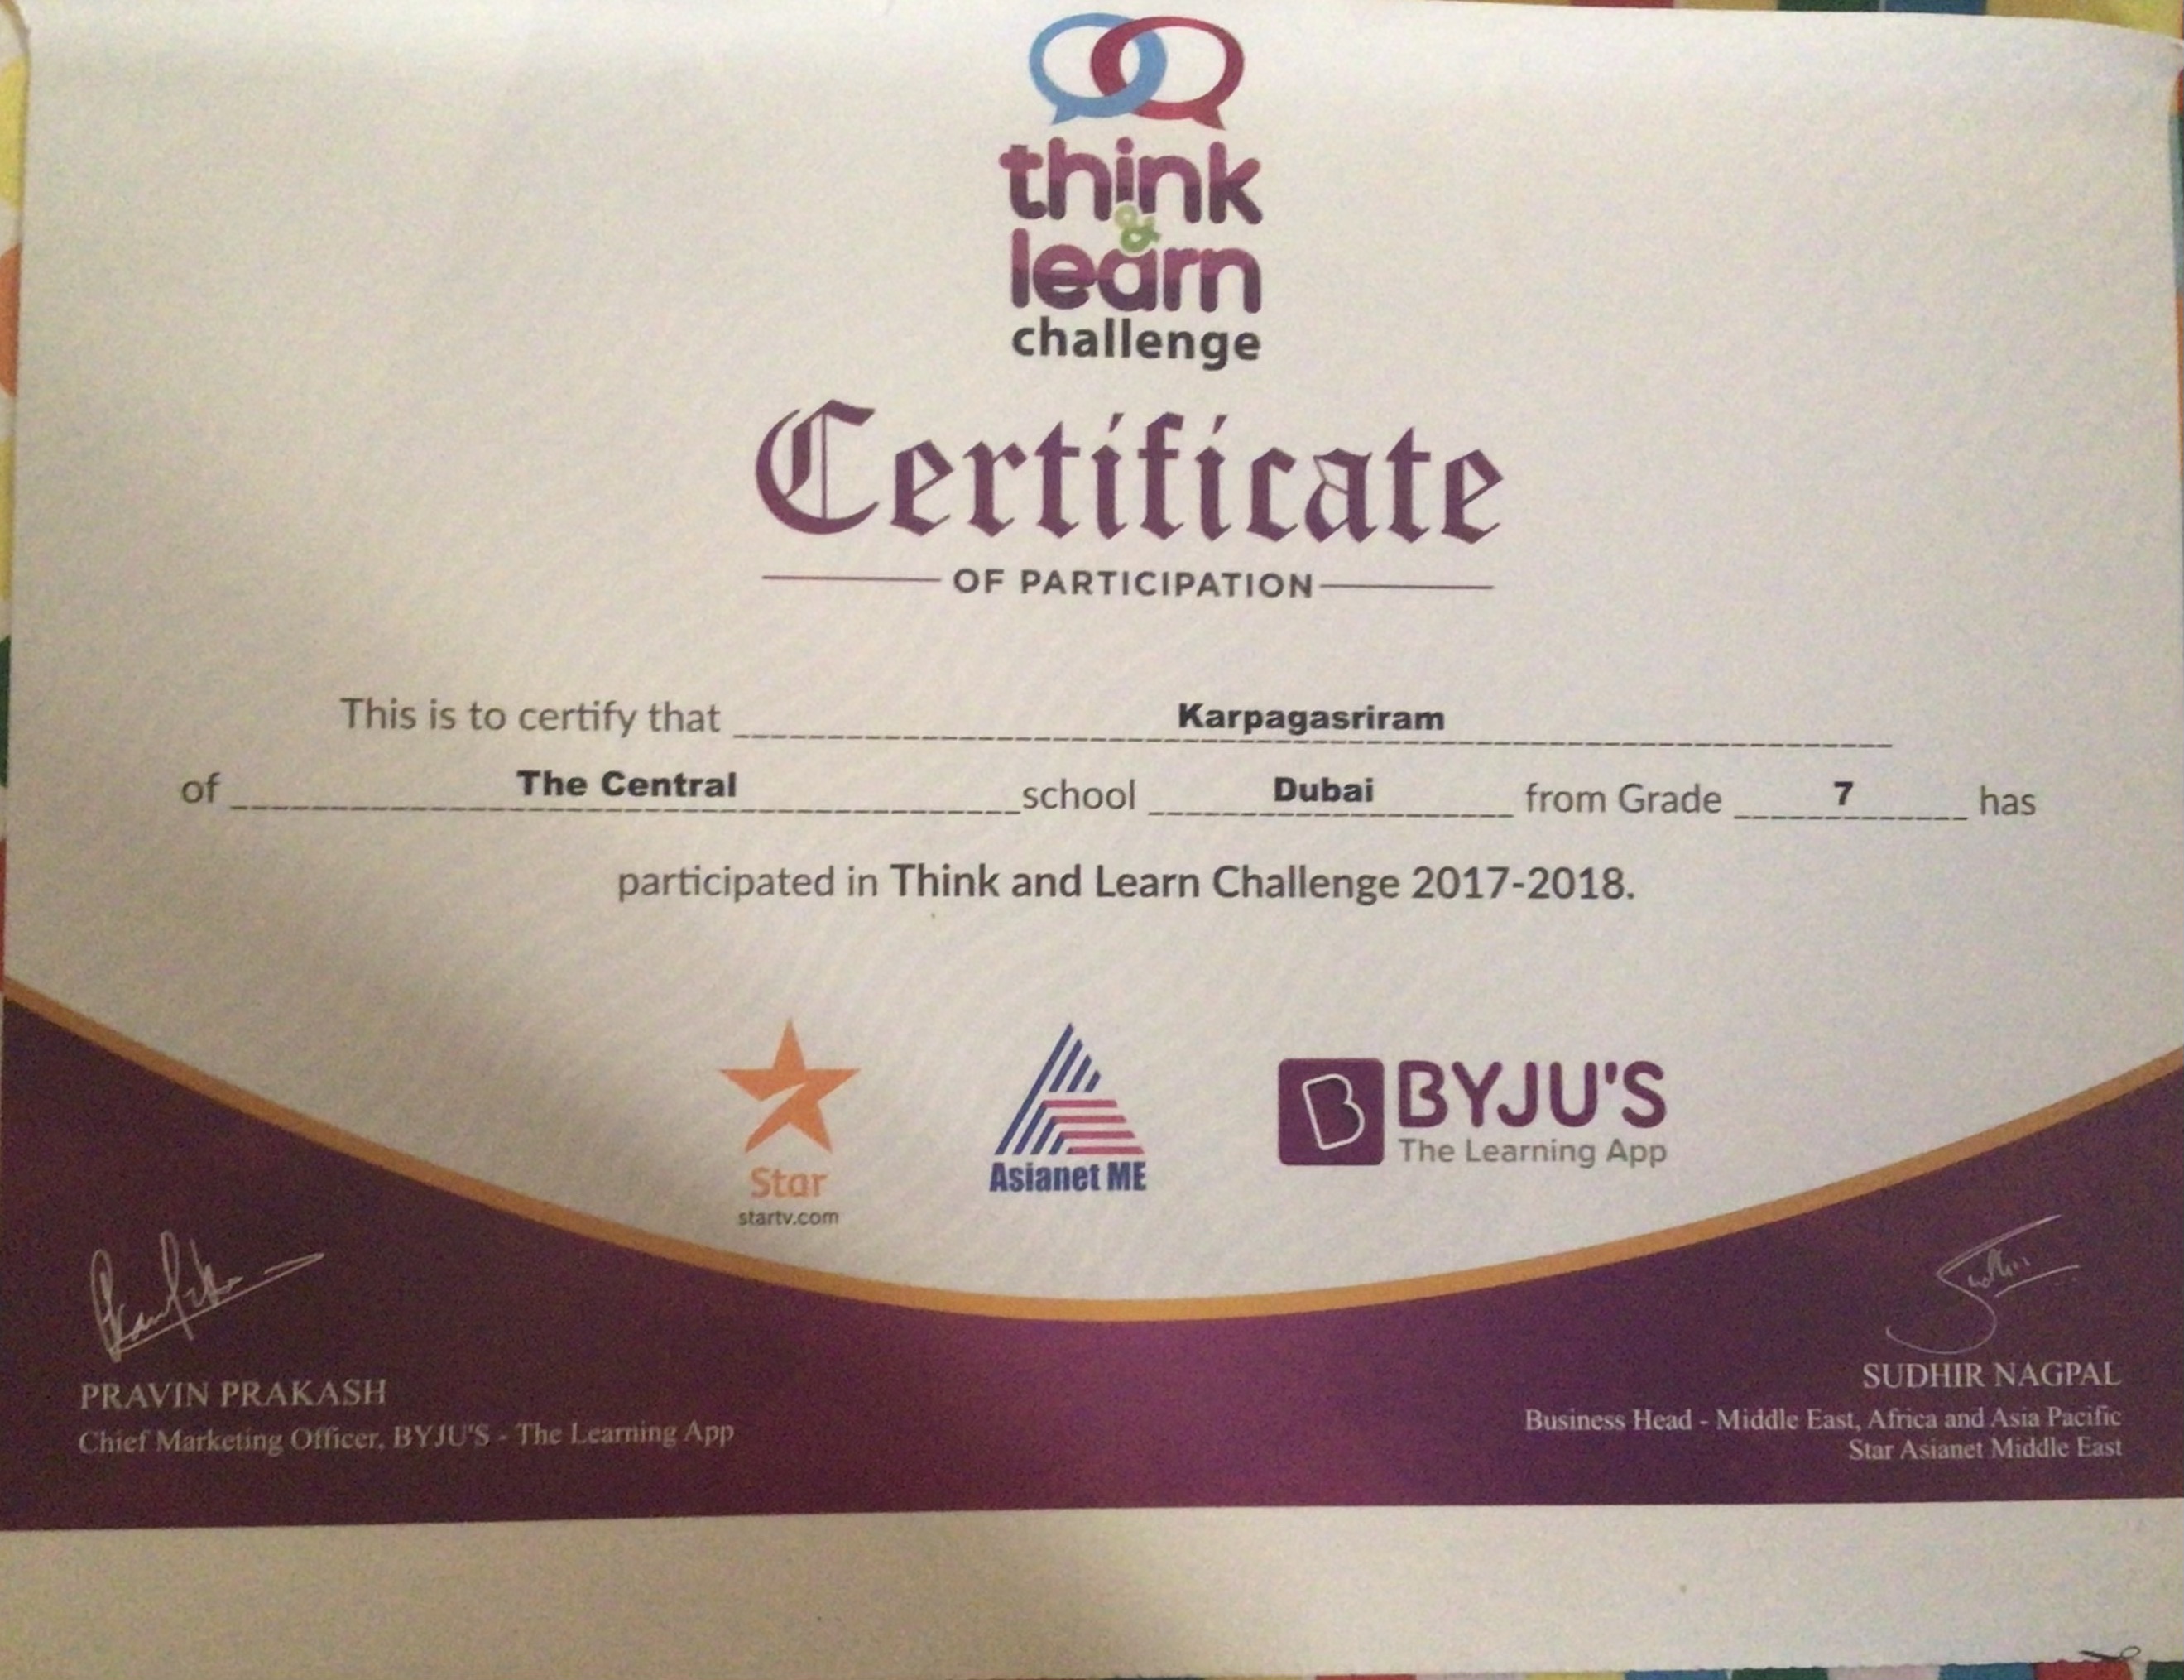 think
&
learn
challenge
Certificate
OF PARTICIPATION
This is to certify that Karpagasriram
of The Central school Dubai from Grade 7 has
participated in Think and Learn Challenge 2017-2018.
Star
startv.com
Asianet ME
B BYJU'S
The Learning App
PRAVIN PRAKASH
Chief Marketing Officer, BYJU'S - The Learning App
Sudhir
SUDHIR NAGPAL
Business Head - Middle East, Africa and Asia Pacific
Star Asianet Middle East